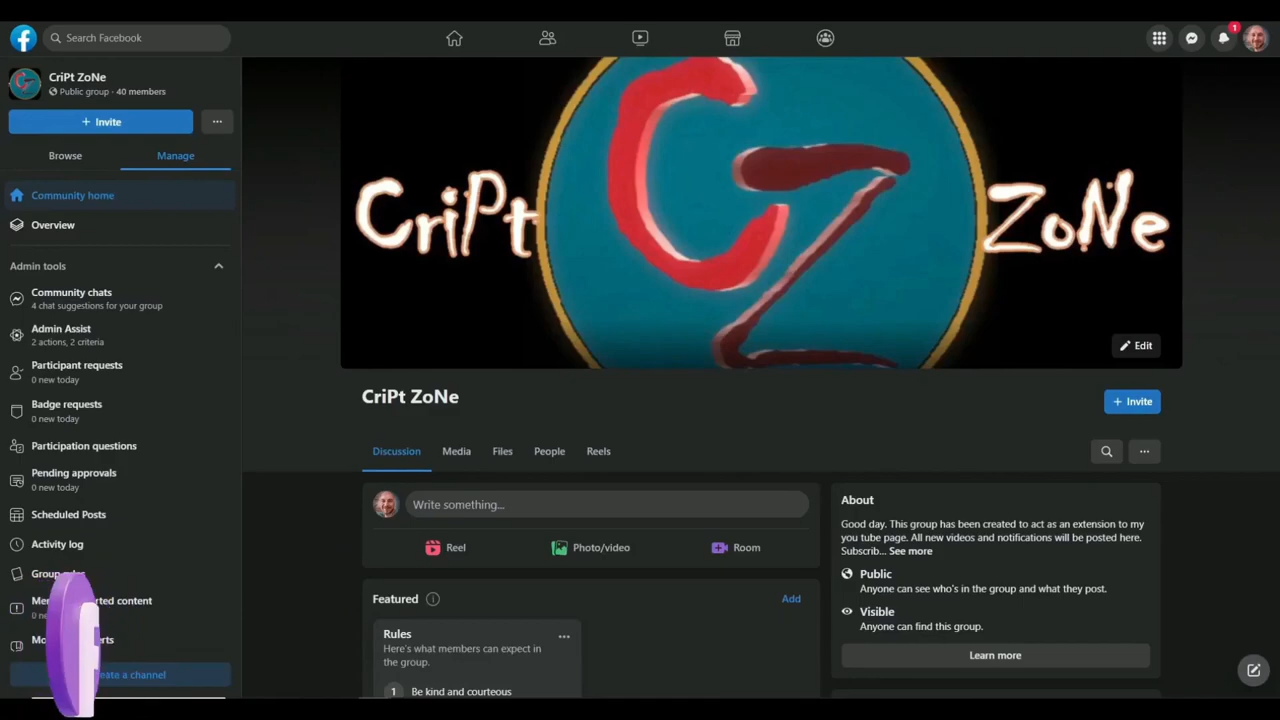 Search Facebook
1
CriPt ZoNe
Public group · 40 members
+ Invite
Browse
Manage
Community home
Overview
Admin tools
Community chats
4 chat suggestions for your group
Admin Assist
2 actions, 2 criteria
Participant requests
0 new today
Badge requests
0 new today
Participation questions
Pending approvals
0 new today
Scheduled Posts
Activity log
Group
content
CriPt
GZ
ZoNe
Edit
CriPt ZoNe
+ Invite
Discussion
Media
Files
People
Reels
Write something...
Reel
Photo/video
Room
Featured
Add
Rules
Here's what members can expect in
the group.
1 Be kind and courteous
About
Good day. This group has been created to act as an extension to my
you tube page. All new videos and notifications will be posted here.
Subscrib... See more
Public
Anyone can see who's in the group and what they post.
Visible
Anyone can find this group.
Learn more
a channel